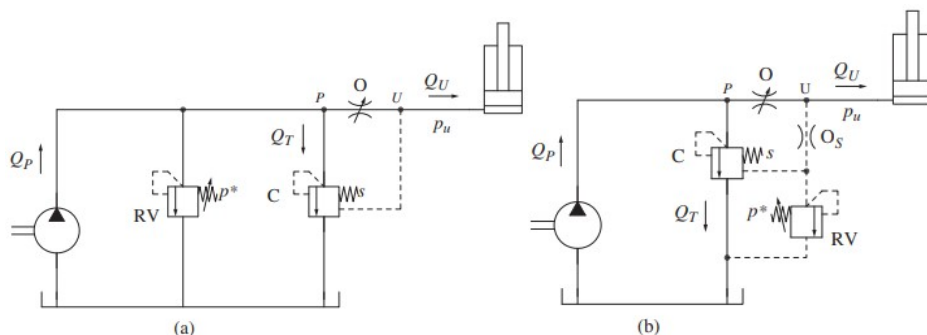 P O U Q_U
p_u
Q_T
Q_P
C s
RV p*
(a)
P O U Q_U
p_u
O_S
C s
Q_P
Q_T p* RV
(b)